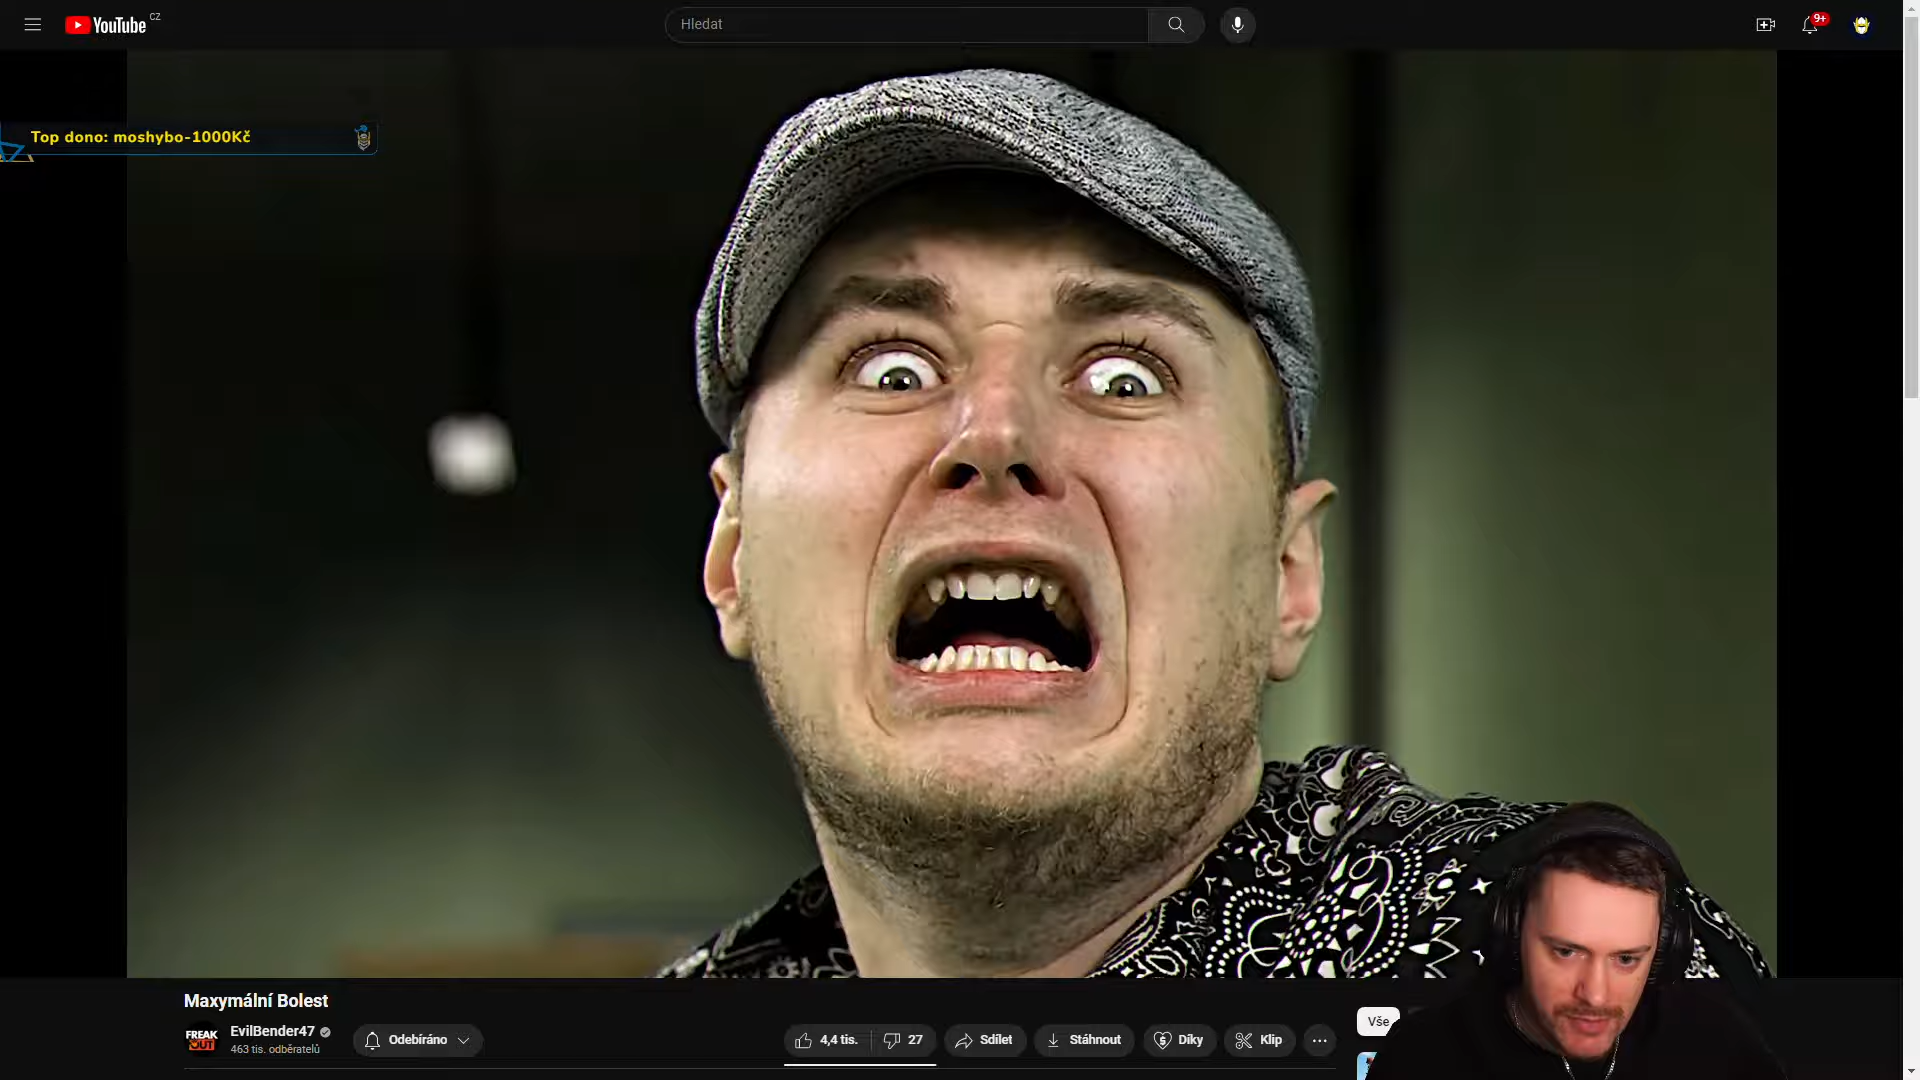 YouTube CZ
Hledat
9+
Top dono: moshybo-1000Kč
Maxymální Bolest
FREAK OUT
EvilBender47
463 tis. odběratelů
Odebíráno
4,4 tis.
27
Sdílet
Stáhnout
Díky
Klip
Vše